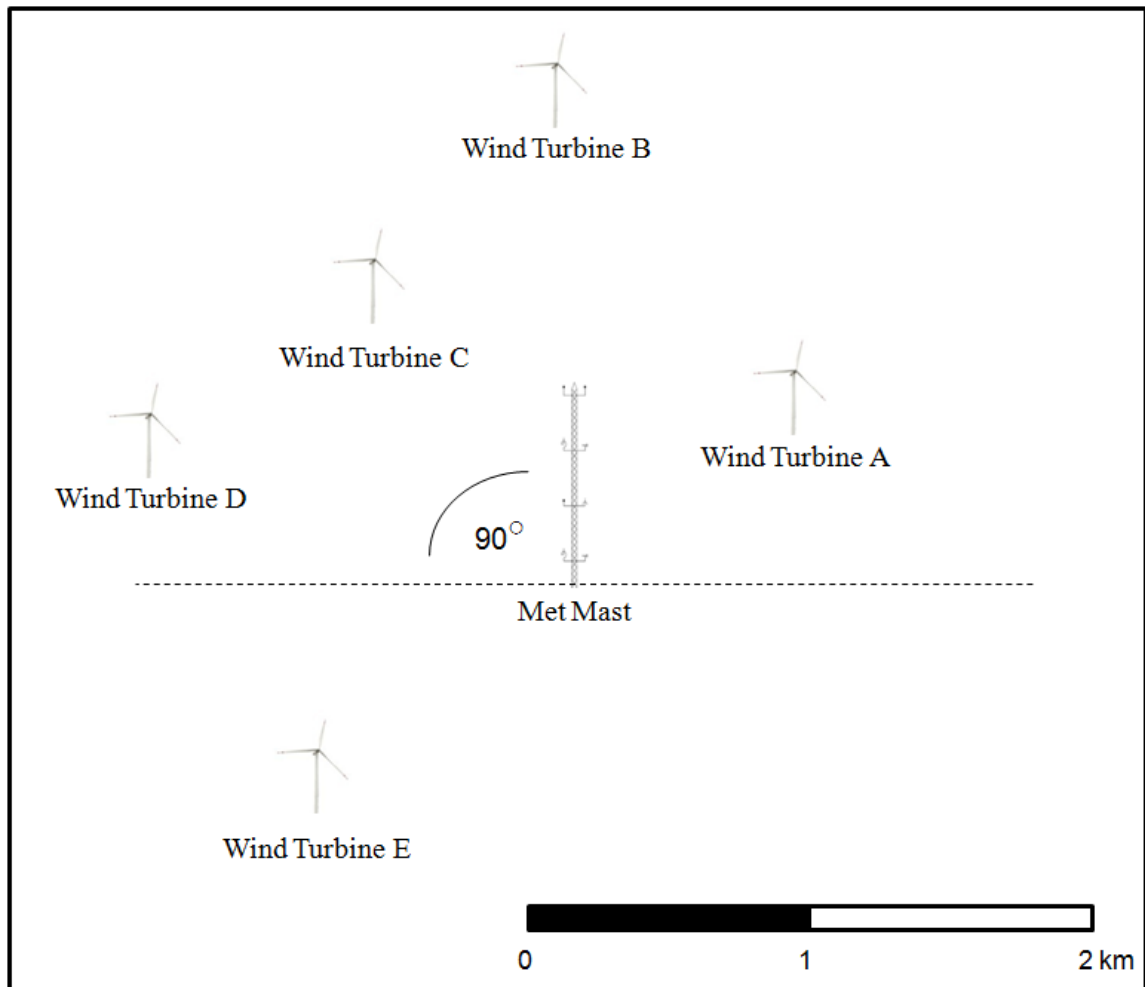 Wind Turbine B
Wind Turbine C
Wind Turbine A
Wind Turbine D
90°
Met Mast
Wind Turbine E
0 1 2 km